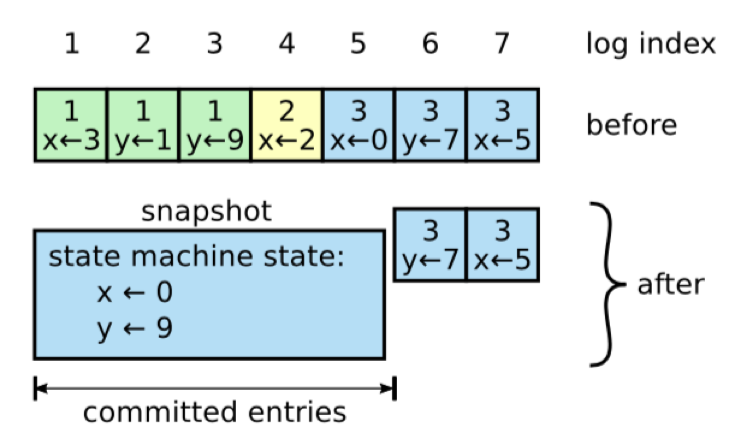 1 2 3 4 5 6 7 log index
1 1 1 2 3 3 3
x←3 y←1 y←9 x←2 x←0 y←7 x←5
before
snapshot
3 3
y←7 x←5
state machine state:
x ← 0
y ← 9
after
committed entries